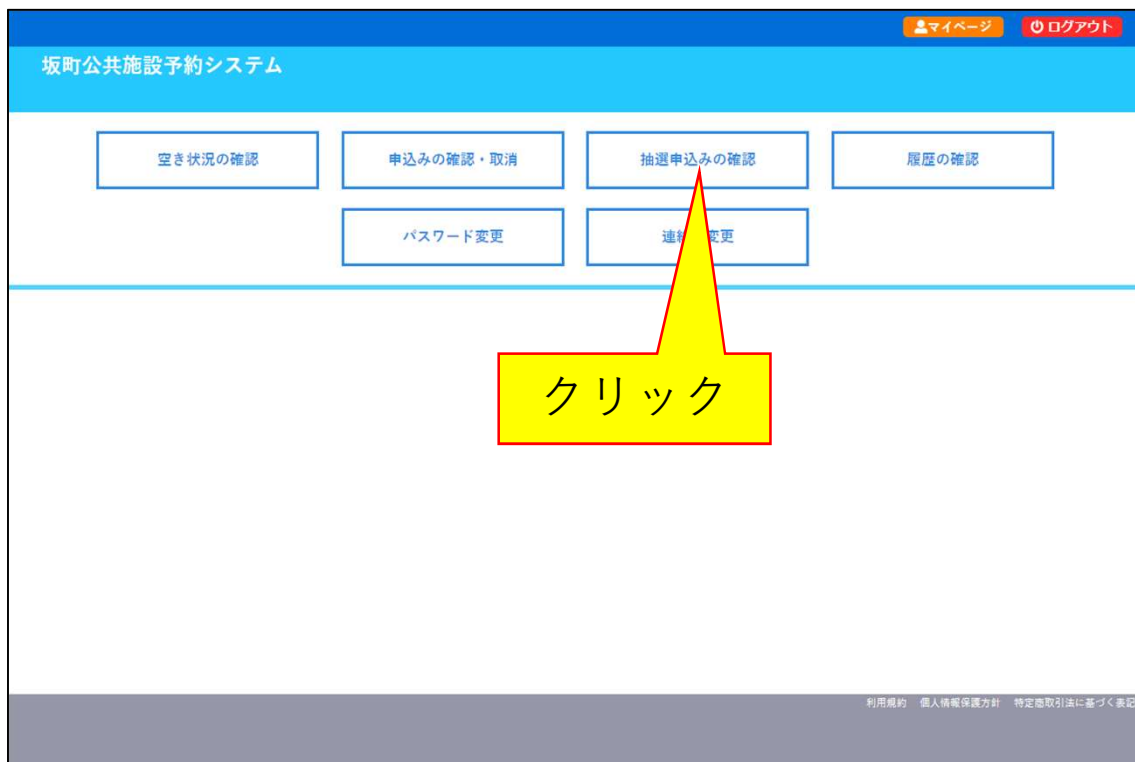 マイページ ログアウト
坂町公共施設予約システム
空き状況の確認 申込みの確認・取消 抽選申込みの確認 履歴の確認
パスワード変更 連 変更
クリック
利用規約 個人情報保護方針 特定商取引法に基づく表記